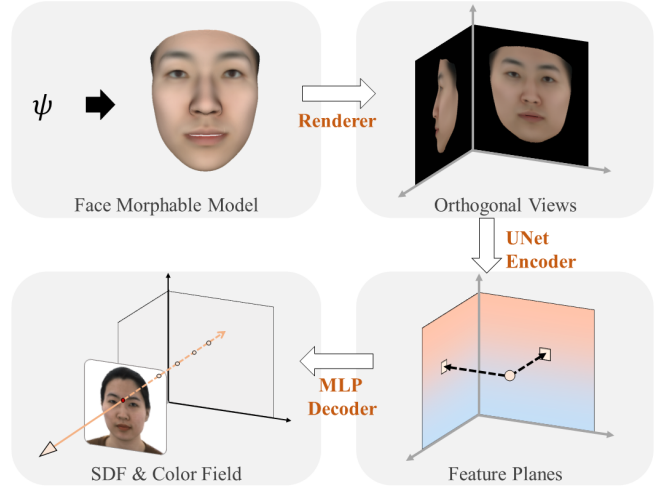 ψ
Renderer
Face Morphable Model
Orthogonal Views
UNet
Encoder
MLP
Decoder
SDF & Color Field
Feature Planes